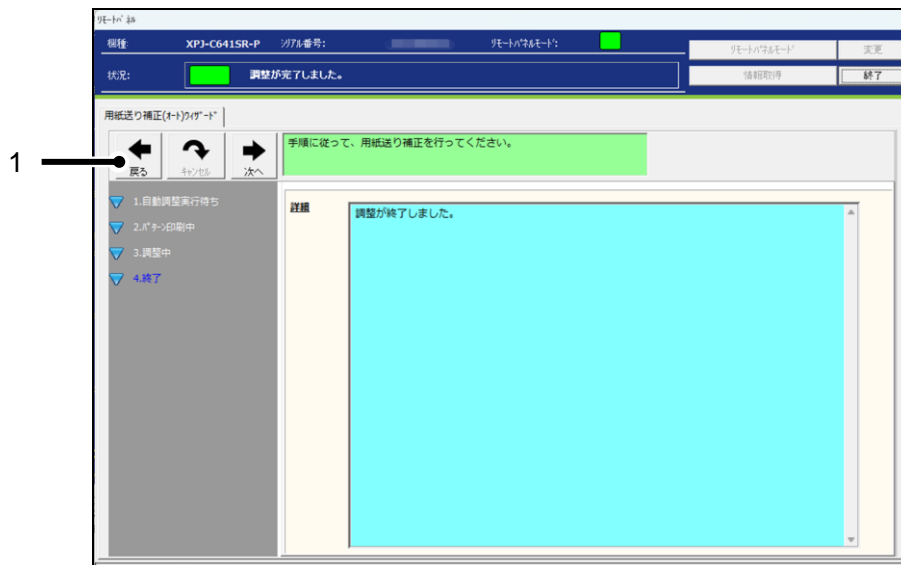 ﾘﾓｰﾄﾊﾟﾈﾙ
機種: XPJ-C641SR-P ｼﾘｱﾙ番号: ﾘﾓｰﾄﾊﾟﾈﾙﾓｰﾄﾞ:
ﾘﾓｰﾄﾊﾟﾈﾙﾓｰﾄﾞ 変更
状況: 調整が完了しました。
情報取得 終了
用紙送り補正(ｵｰﾄ)ｳｨｻﾞｰﾄﾞ
手順に従って、用紙送り補正を行ってください。
1
戻る ｷｬﾝｾﾙ 次へ
1.自動調整実行待ち
2.ﾊﾟﾀｰﾝ印刷中
3.調整中
4.終了
詳細
調整が終了しました。